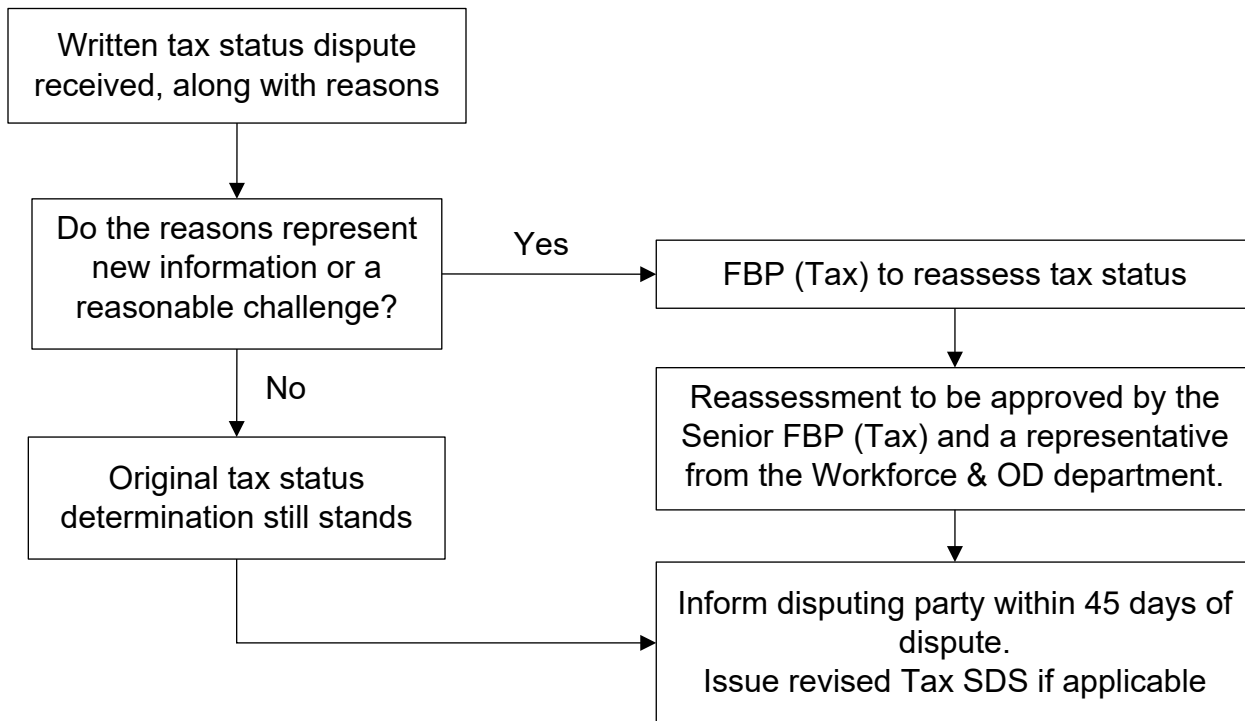 Written tax status dispute
received, along with reasons
Do the reasons represent
new information or a
reasonable challenge?
Yes
FBP (Tax) to reassess tax status
No
Reassessment to be approved by the
Senior FBP (Tax) and a representative
from the Workforce & OD department.
Original tax status
determination still stands
Inform disputing party within 45 days of
dispute.
Issue revised Tax SDS if applicable